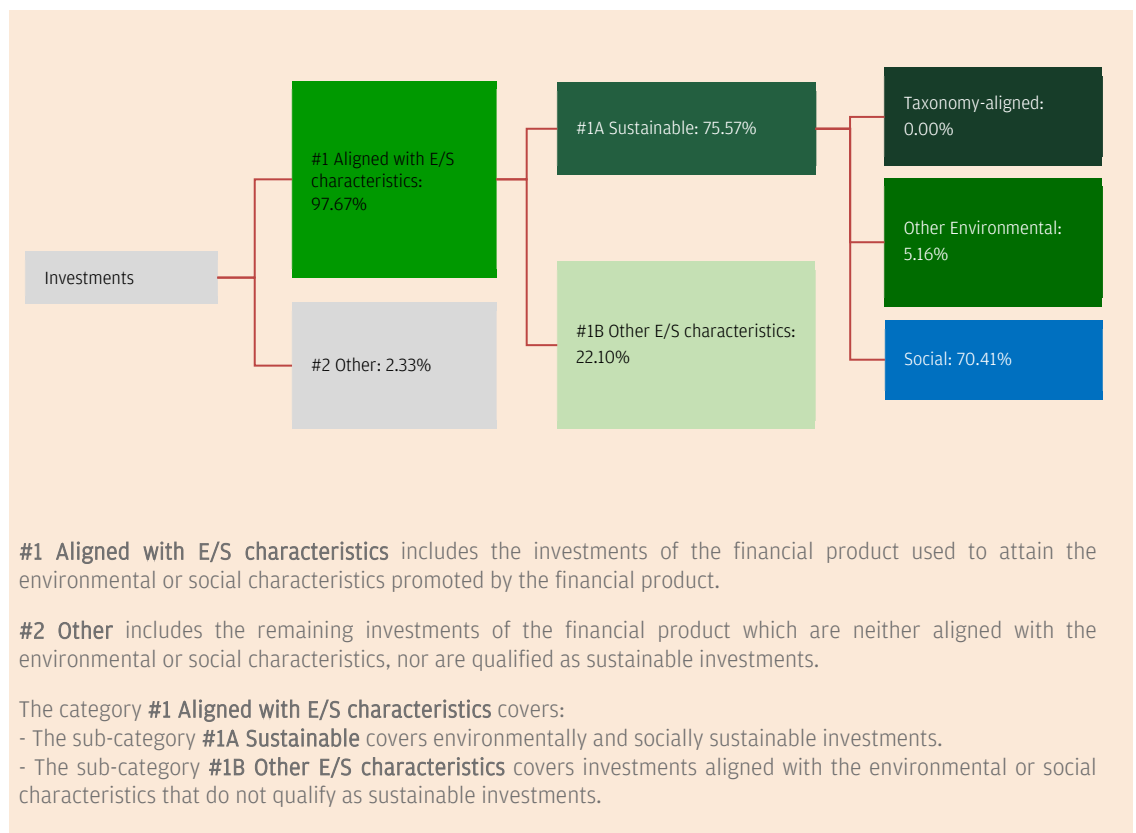 Investments
#1 Aligned with E/S
characteristics:
97.67%
#2 Other: 2.33%
#1A Sustainable: 75.57%
#1B Other E/S characteristics:
22.10%
Taxonomy-aligned:
0.00%
Other Environmental:
5.16%
Social: 70.41%
#1 Aligned with E/S characteristics includes the investments of the financial product used to attain the
environmental or social characteristics promoted by the financial product.
#2 Other includes the remaining investments of the financial product which are neither aligned with the
environmental or social characteristics, nor are qualified as sustainable investments.
The category #1 Aligned with E/S characteristics covers:
- The sub-category #1A Sustainable covers environmentally and socially sustainable investments.
- The sub-category #1B Other E/S characteristics covers investments aligned with the environmental or social
characteristics that do not qualify as sustainable investments.